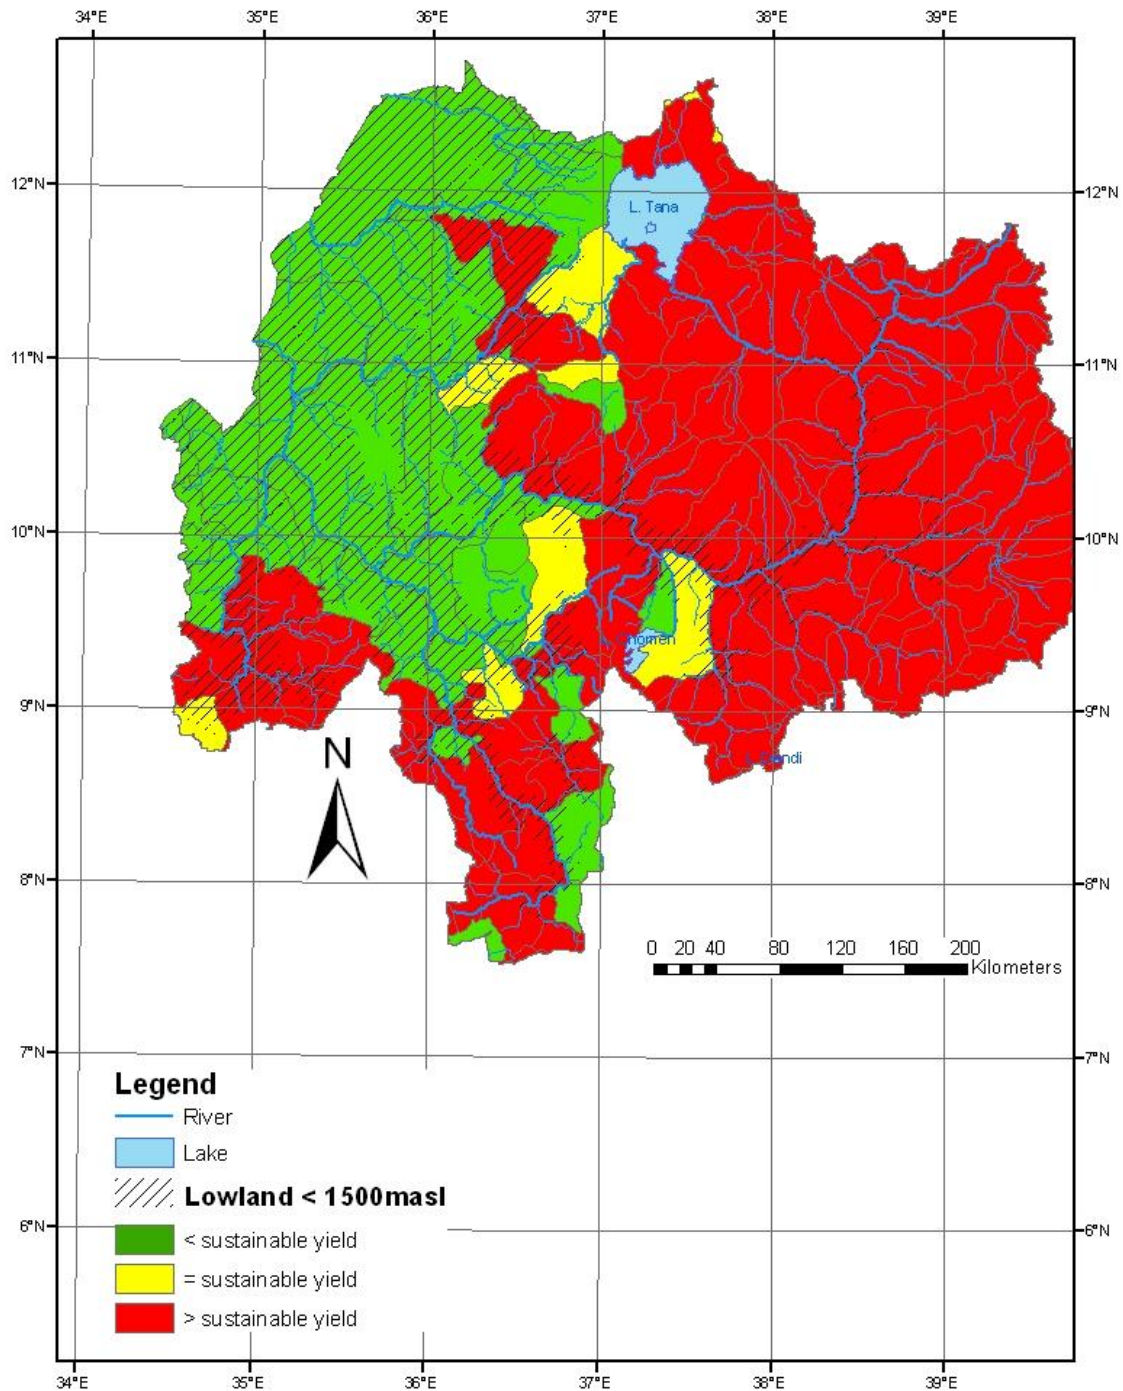 34°E 35°E 36°E 37°E 38°E 39°E
12°N 12°N
L. Tana
11°N 11°N
10°N 10°N
9°N 9°N
N
8°N 8°N
0 20 40 80 120 160 200
Kilometers
7°N 7°N
Legend
River
Lake
Lowland < 1500masl
6°N 6°N
< sustainable yield
= sustainable yield
> sustainable yield
34°E 35°E 36°E 37°E 38°E 39°E